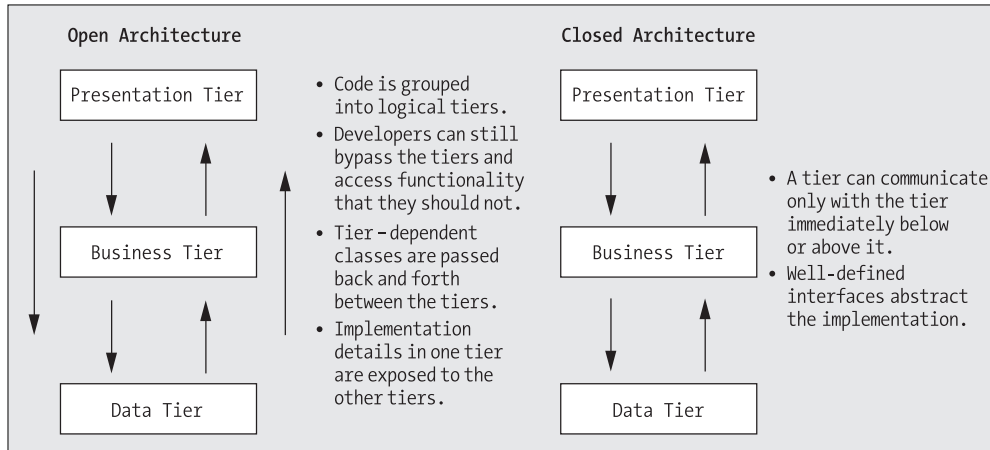 Open Architecture
Presentation Tier
Business Tier
Data Tier
• Code is grouped
into logical tiers.
• Developers can still
bypass the tiers and
access functionality
that they should not.
• Tier–dependent
classes are passed
back and forth
between the tiers.
• Implementation
details in one tier
are exposed to the
other tiers.
Closed Architecture
Presentation Tier
Business Tier
Data Tier
• A tier can communicate
only with the tier
immediately below
or above it.
• Well-defined
interfaces abstract
the implementation.